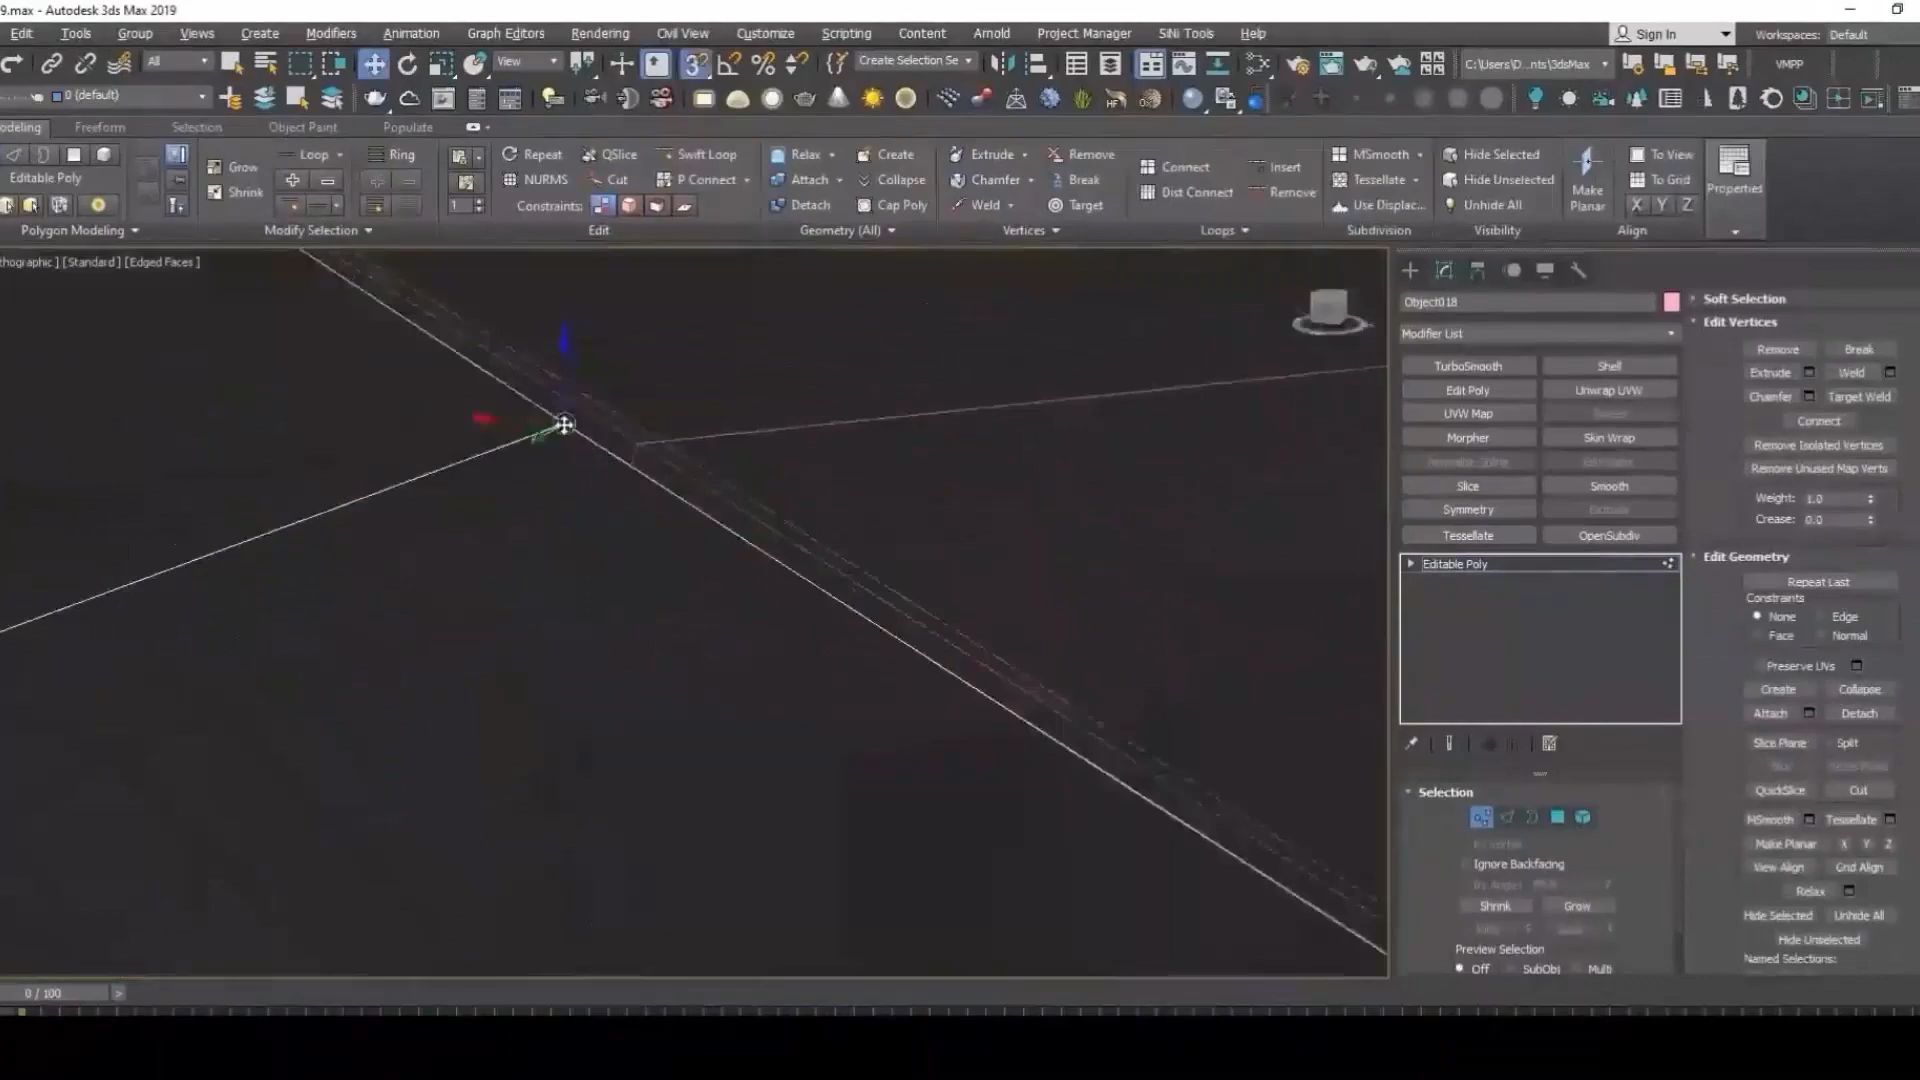 9.max - Autodesk 3ds Max 2019
Edit Tools Group Views Create Modifiers Animation Graph Editors Rendering Civil View Customize Scripting Content Arnold Project Manager SiNi Tools Help Sign In Workspaces: Default
All View Create Selection Se C:\Users\D...nts\3dsMax VMPP
0 (default)
odeling Freeform Selection Object Paint Populate
Loop Ring Repeat QSlice Swift Loop Relax Create Extrude Remove MSmooth Hide Selected To View
Grow Connect Insert
Editable Poly NURMS Cut P Connect Attach Collapse Chamfer Break Tessellate Hide Unselected To Grid
Shrink Dist Connect Remove Make Planar Properties
1 Constraints: Detach Cap Poly Weld Target Use Displac... Unhide All X Y Z
Polygon Modeling Modify Selection Edit Geometry (All) Vertices Loops Subdivision Visibility Align
thographic ] [Standard ] [Edged Faces ]
Object018
Modifier List
TurboSmooth Shell
Edit Poly Unwrap UVW
UVW Map
Morpher Skin Wrap
Slice Smooth
Symmetry
Tessellate OpenSubdiv
Editable Poly
Selection
Ignore Backfacing
Shrink Grow
Preview Selection
Off SubObj Multi
Soft Selection
Edit Vertices
Remove Break
Extrude Weld
Chamfer Target Weld
Connect
Remove Isolated Vertices
Remove Unused Map Verts
Weight: 1.0
Crease: 0.0
Edit Geometry
Repeat Last
Constraints
None Edge
Face Normal
Preserve UVs
Create Collapse
Attach Detach
Slice Plane Split
QuickSlice Cut
MSmooth Tessellate
Make Planar X Y Z
View Align Grid Align
Relax
Hide Selected Unhide All
Hide Unselected
Named Selections:
0 / 100 >